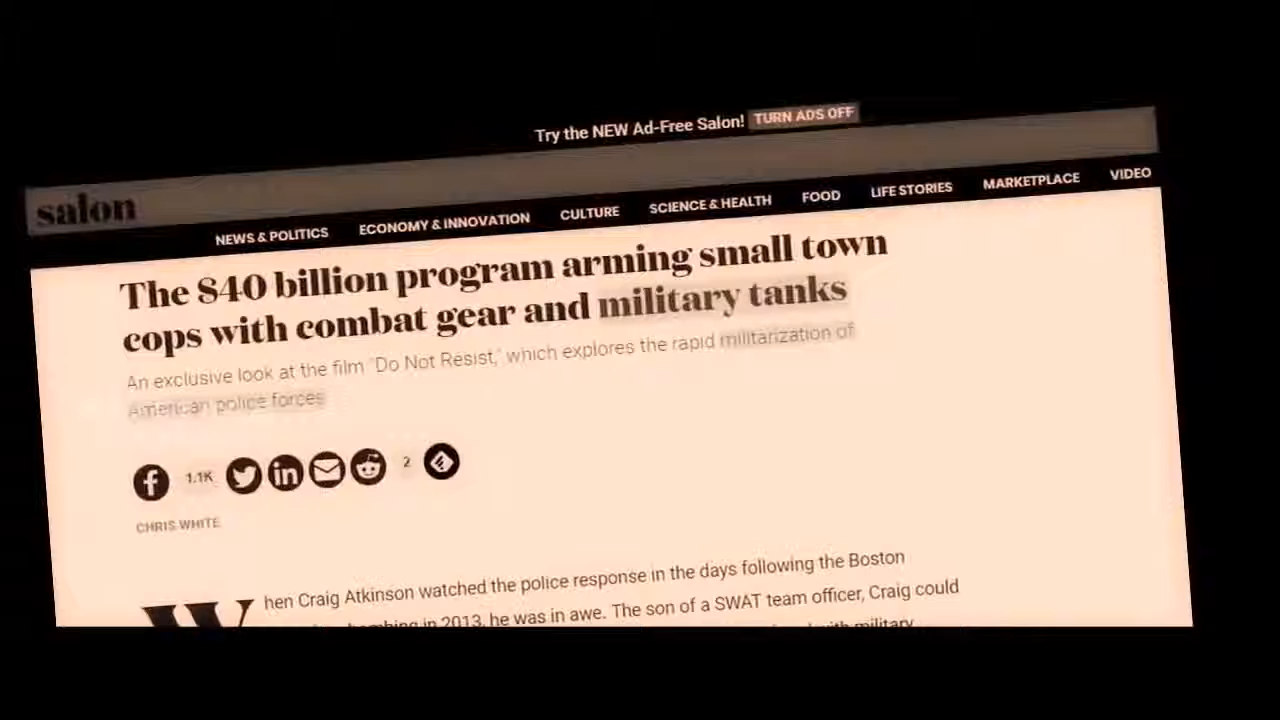 Try the NEW Ad-Free Salon! TURN ADS OFF
salon
NEWS & POLITICS ECONOMY & INNOVATION CULTURE SCIENCE & HEALTH FOOD LIFE STORIES MARKETPLACE VIDEO
The $40 billion program arming small town
cops with combat gear and military tanks
An exclusive look at the film "Do Not Resist," which explores the rapid militarization of
American police forces
1.1K 2
CHRIS WHITE
When Craig Atkinson watched the police response in the days following the Boston
bombing in 2013, he was in awe. The son of a SWAT team officer, Craig could
with military